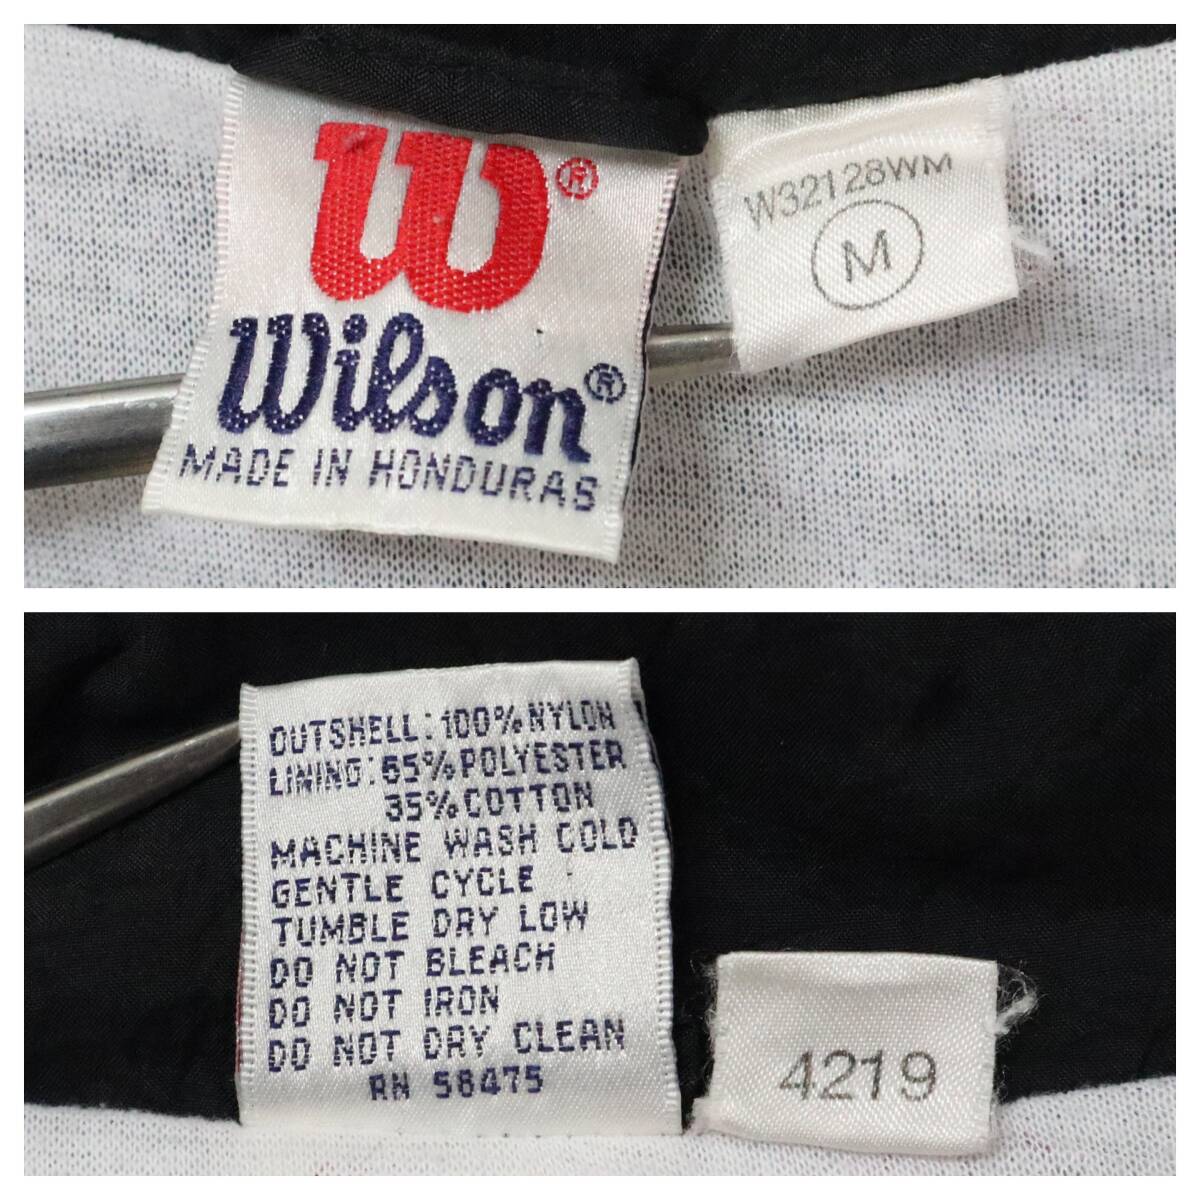 W®
Wilson®
MADE IN HONDURAS
W32128WM
M
OUTSHELL: 100% NYLON
LINING: 65% POLYESTER
35% COTTON
MACHINE WASH COLD
GENTLE CYCLE
TUMBLE DRY LOW
DO NOT BLEACH
DO NOT IRON
DO NOT DRY CLEAN
RN 58475
4219